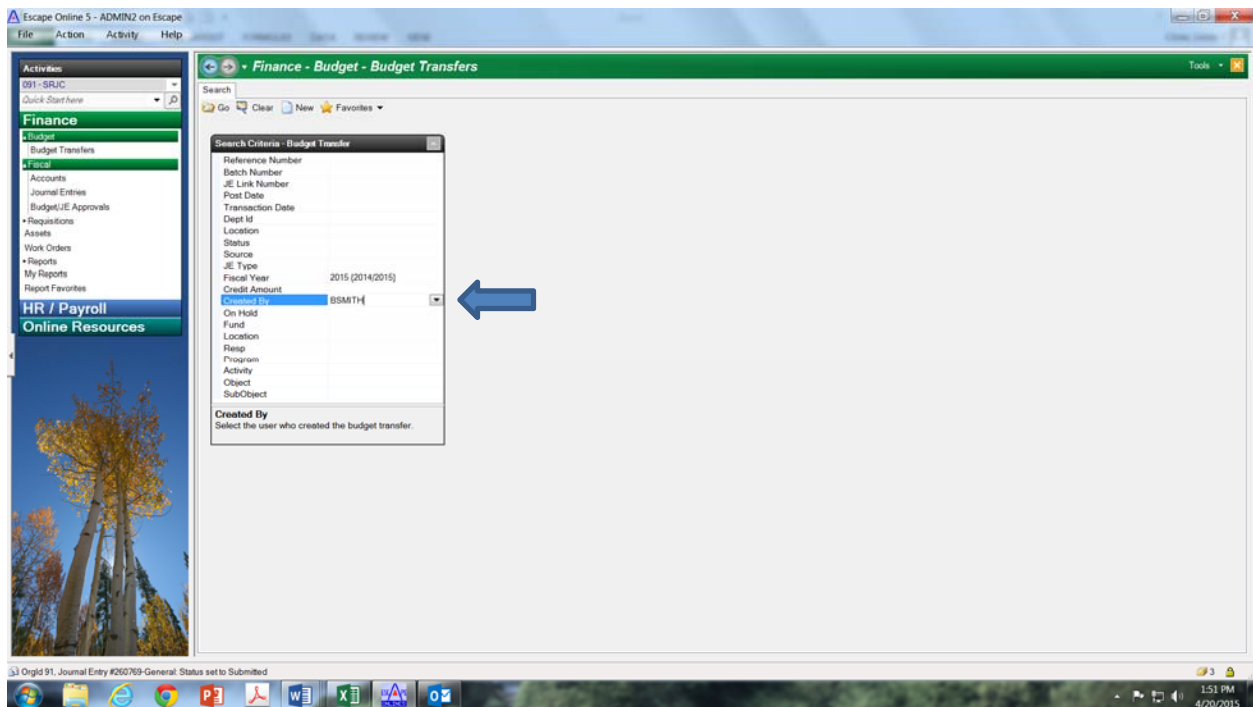 Escape Online 5 - ADMIN2 on Escape
File Action Activity Help
Activities
091 - SRJC
Quick Start here
Finance
Budget
Budget Transfers
Fiscal
Accounts
Journal Entries
Budget/JE Approvals
Requisitions
Assets
Work Orders
Reports
My Reports
Report Favorites
HR / Payroll
Online Resources
Finance - Budget - Budget Transfers
Tools
Search
Go Clear New Favorites
Search Criteria - Budget Transfer
Reference Number
Batch Number
JE Link Number
Post Date
Transaction Date
Dept Id
Location
Status
Source
JE Type
Fiscal Year 2015 (2014/2015)
Credit Amount
Created By BSMITH
On Hold
Fund
Location
Resp
Program
Activity
Object
SubObject
Created By
Select the user who created the budget transfer.
OrgId 91, Journal Entry #260769-General: Status set to Submitted
3
1:51 PM
4/20/2015